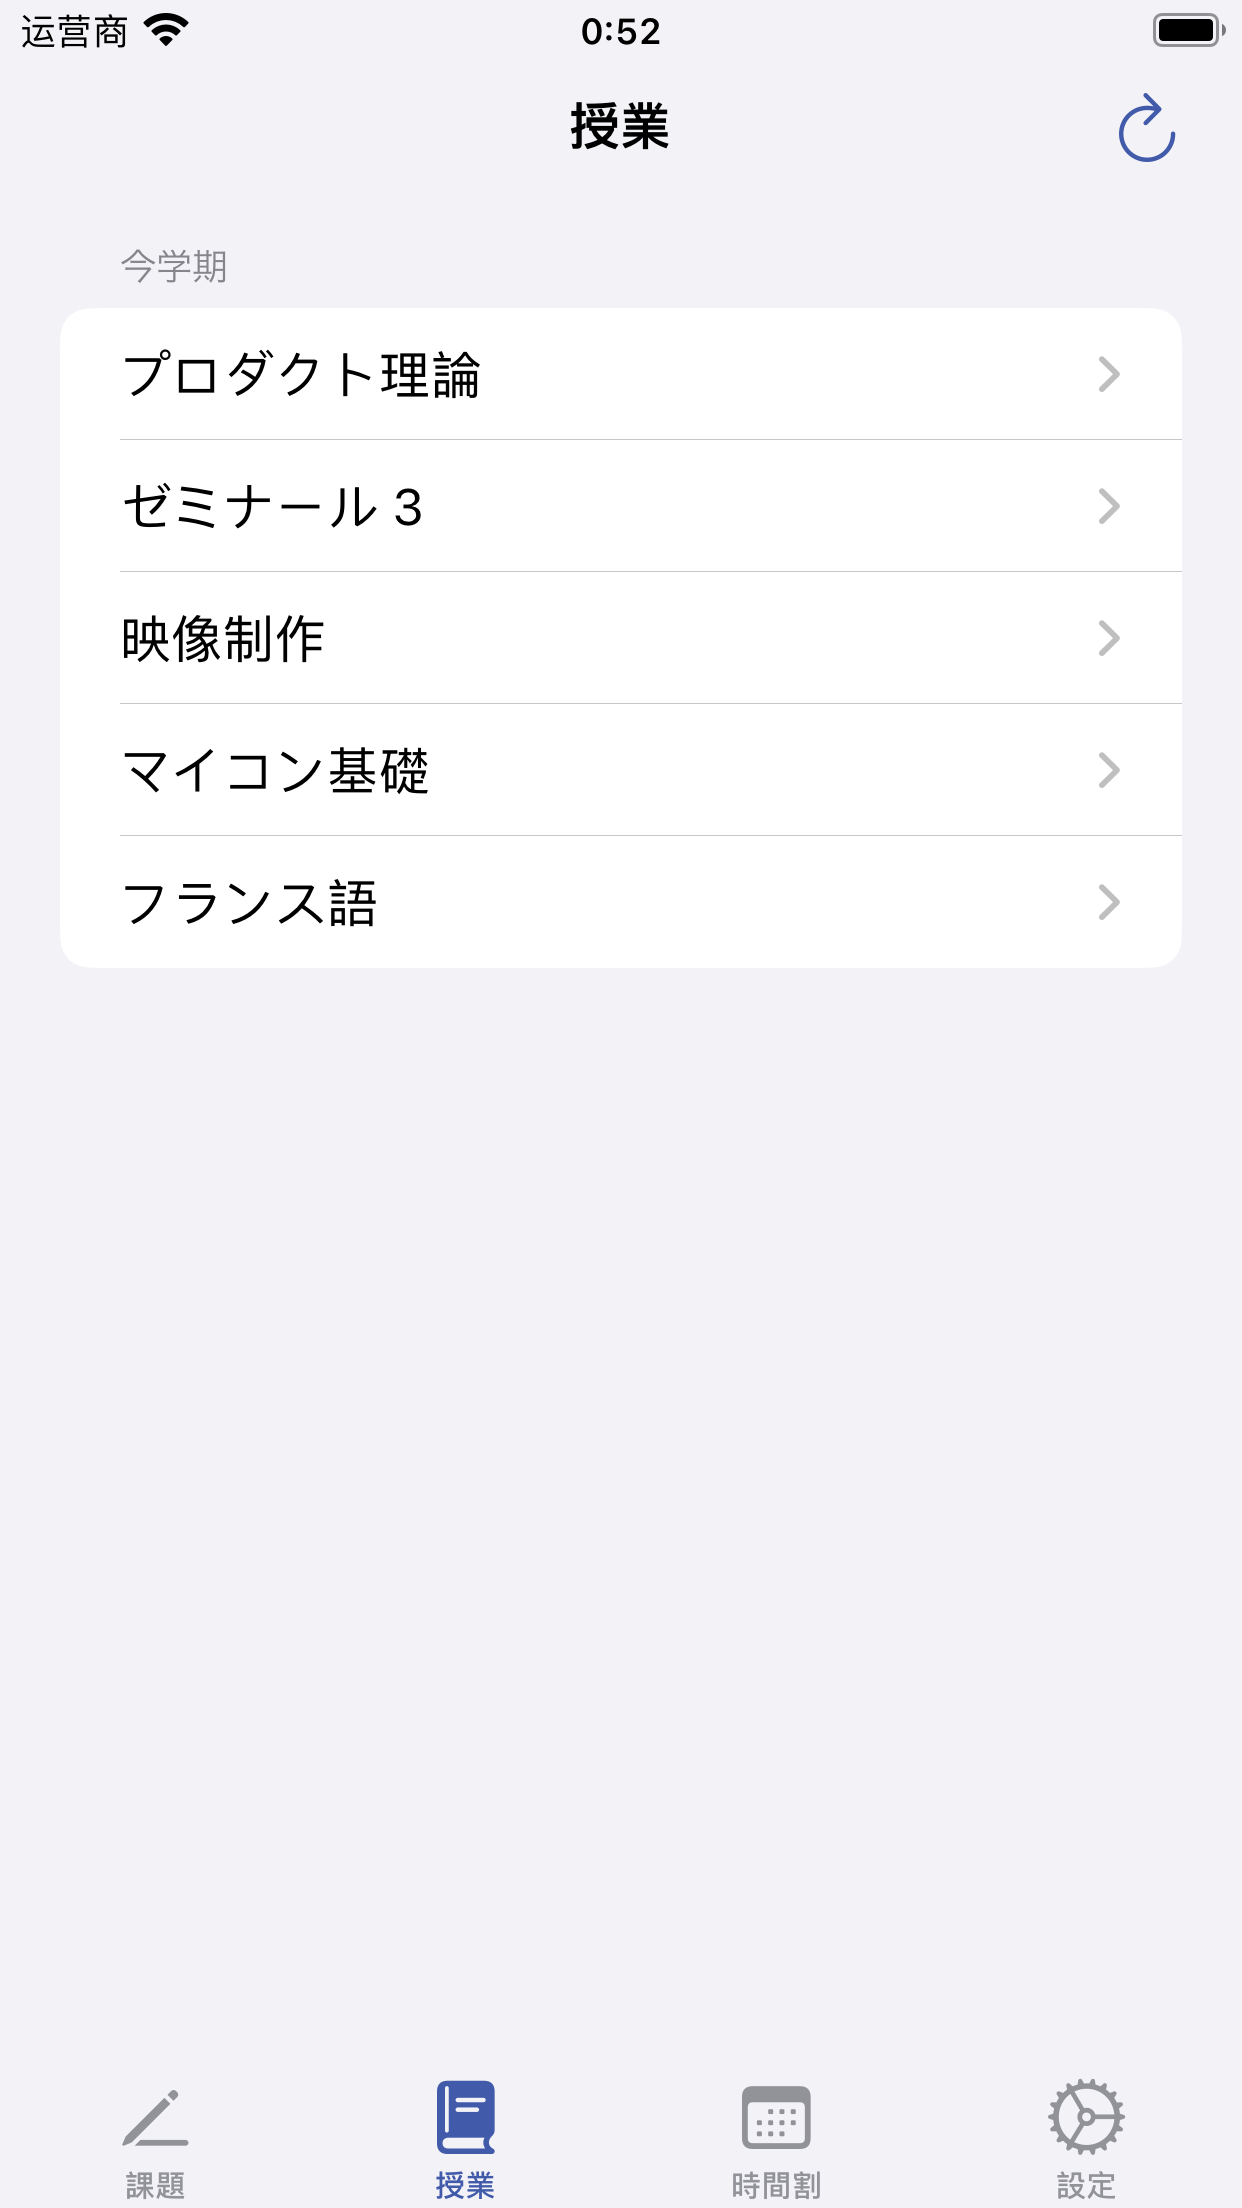 运营商 0:52
授業
今学期
プロダクト理論
ゼミナール 3
映像制作
マイコン基礎
フランス語
課題 授業 時間割 設定